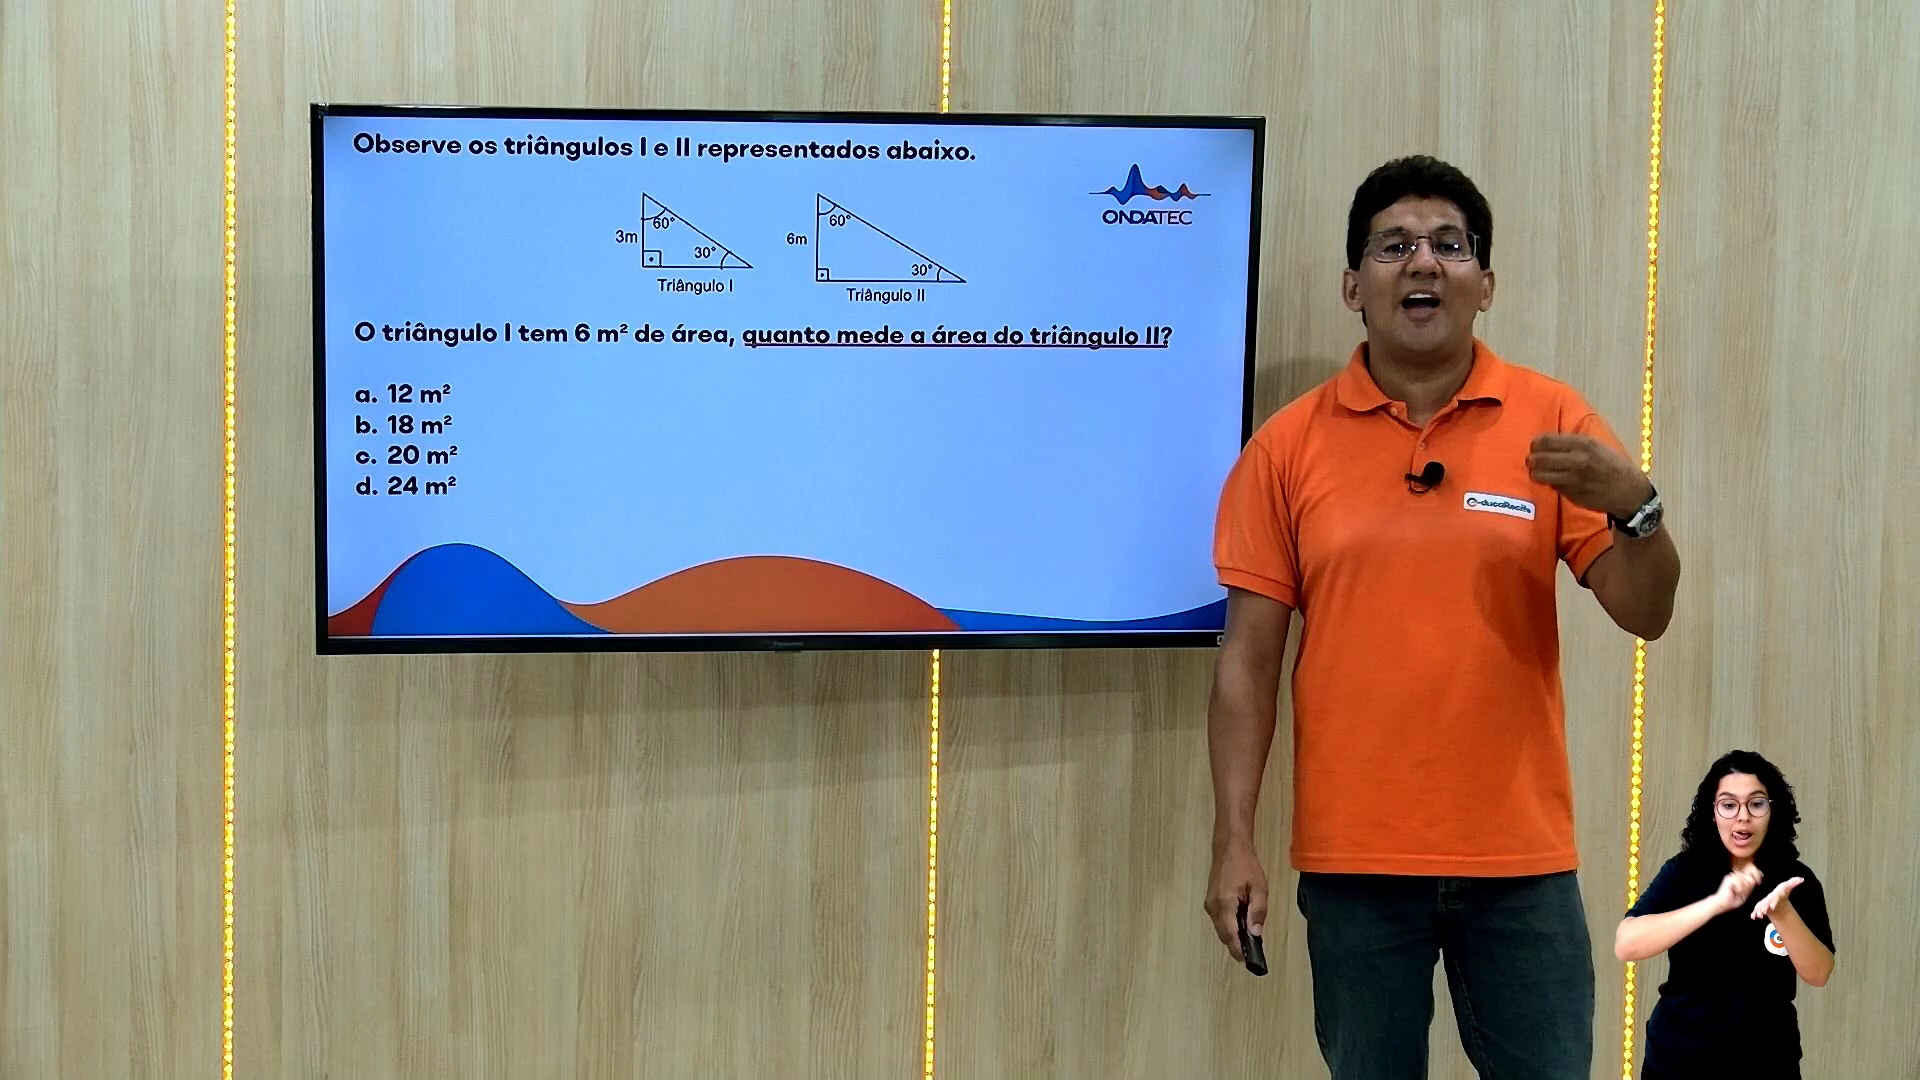 Observe os triângulos I e II representados abaixo.
ONDATEC
60°
3m
30°
Triângulo I
60°
6m
30°
Triângulo II
O triângulo I tem 6 m² de área, quanto mede a área do triângulo II?
a. 12 m²
b. 18 m²
c. 20 m²
d. 24 m²
e-ducaRecife